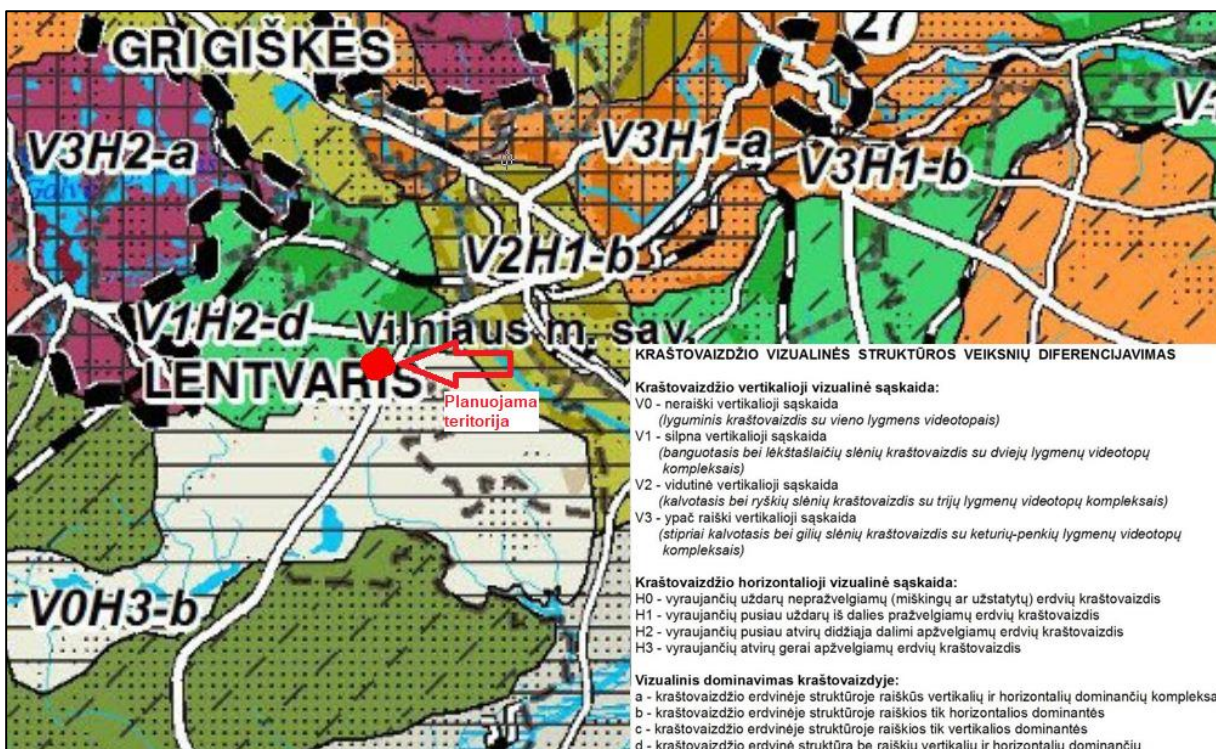 GRIGIŠKĖS
27
V3H2-a
V3H1-a
V3H1-b
V2H1-b
V1H2-d
Vilniaus m. sav.
LENTVARIS
Planuojama
teritorija
V0H3-b
KRAŠTOVAIZDŽIO VIZUALINĖS STRUKTŪROS VEIKSNIŲ DIFERENCIJAVIMAS
Kraštovaizdžio vertikalioji vizualinė sąskaida:
V0 - neraiški vertikalioji sąskaida
(lyguminis kraštovaizdis su vieno lygmens videotopais)
V1 - silpna vertikalioji sąskaida
(banguotasis bei lėkštašlaičių slėnių kraštovaizdis su dviejų lygmenų videotopų
kompleksais)
V2 - vidutinė vertikalioji sąskaida
(kalvotasis bei ryškių slėnių kraštovaizdis su trijų lygmenų videotopų kompleksais)
V3 - ypač raiški vertikalioji sąskaida
(stipriai kalvotasis bei gilių slėnių kraštovaizdis su keturių-penkių lygmenų videotopų
kompleksais)
Kraštovaizdžio horizontalioji vizualinė sąskaida:
H0 - vyraujančių uždarų nepražvelgiamų (miškingų ar užstatytų) erdvių kraštovaizdis
H1 - vyraujančių pusiau uždarų iš dalies pražvelgiamų erdvių kraštovaizdis
H2 - vyraujančių pusiau atvirų didžiąja dalimi apžvelgiamų erdvių kraštovaizdis
H3 - vyraujančių atvirų gerai apžvelgiamų erdvių kraštovaizdis
Vizualinis dominavimas kraštovaizdyje:
a - kraštovaizdžio erdvinėje struktūroje raiškūs vertikalių ir horizontalių dominančių kompleksa
b - kraštovaizdžio erdvinėje struktūroje raiškios tik horizontalios dominantės
c - kraštovaizdžio erdvinėje struktūroje raiškios tik vertikalios dominantės
d - kraštovaizdžio erdvinė struktūra be raiškių vertikalių ir horizontalių dominančių